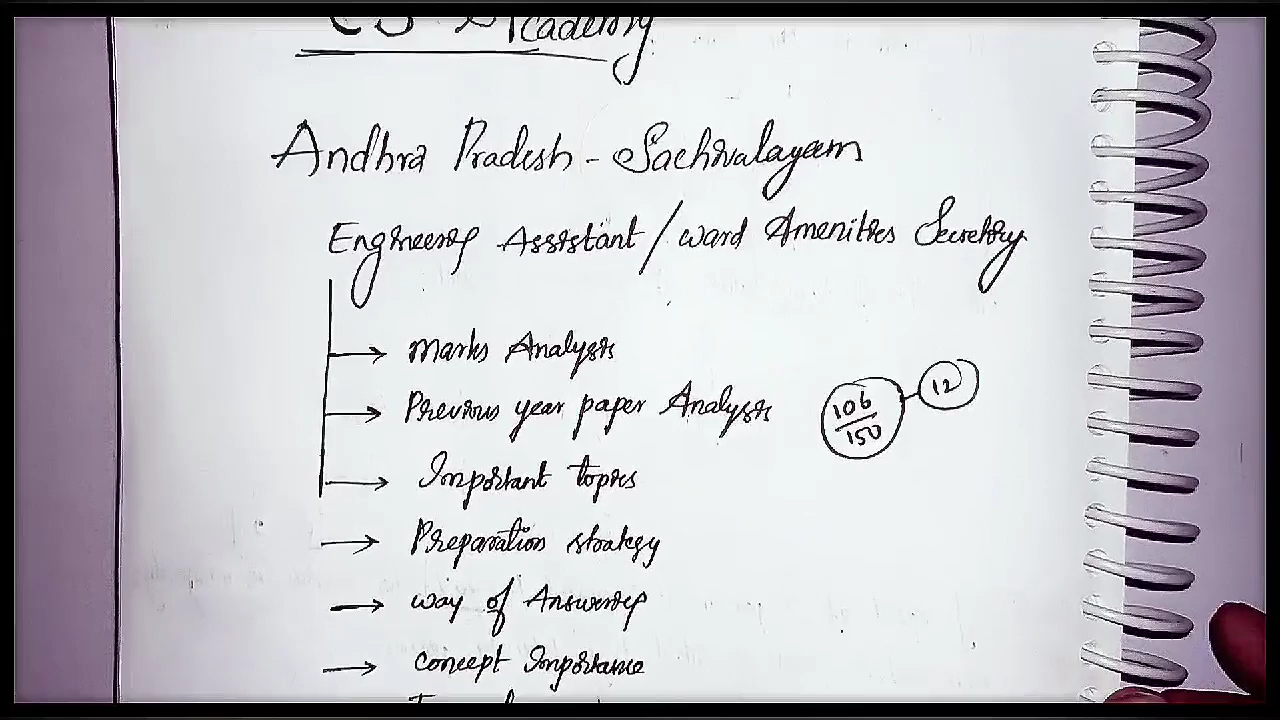 Academy
Andhra Pradesh - Sachivalayam
Engineering Assistant / ward Amenities Secretary
Marks Analysis
Previous year paper Analysis
106
150
12
Important topics
Preparation strategy
way of Answering
concept Importance